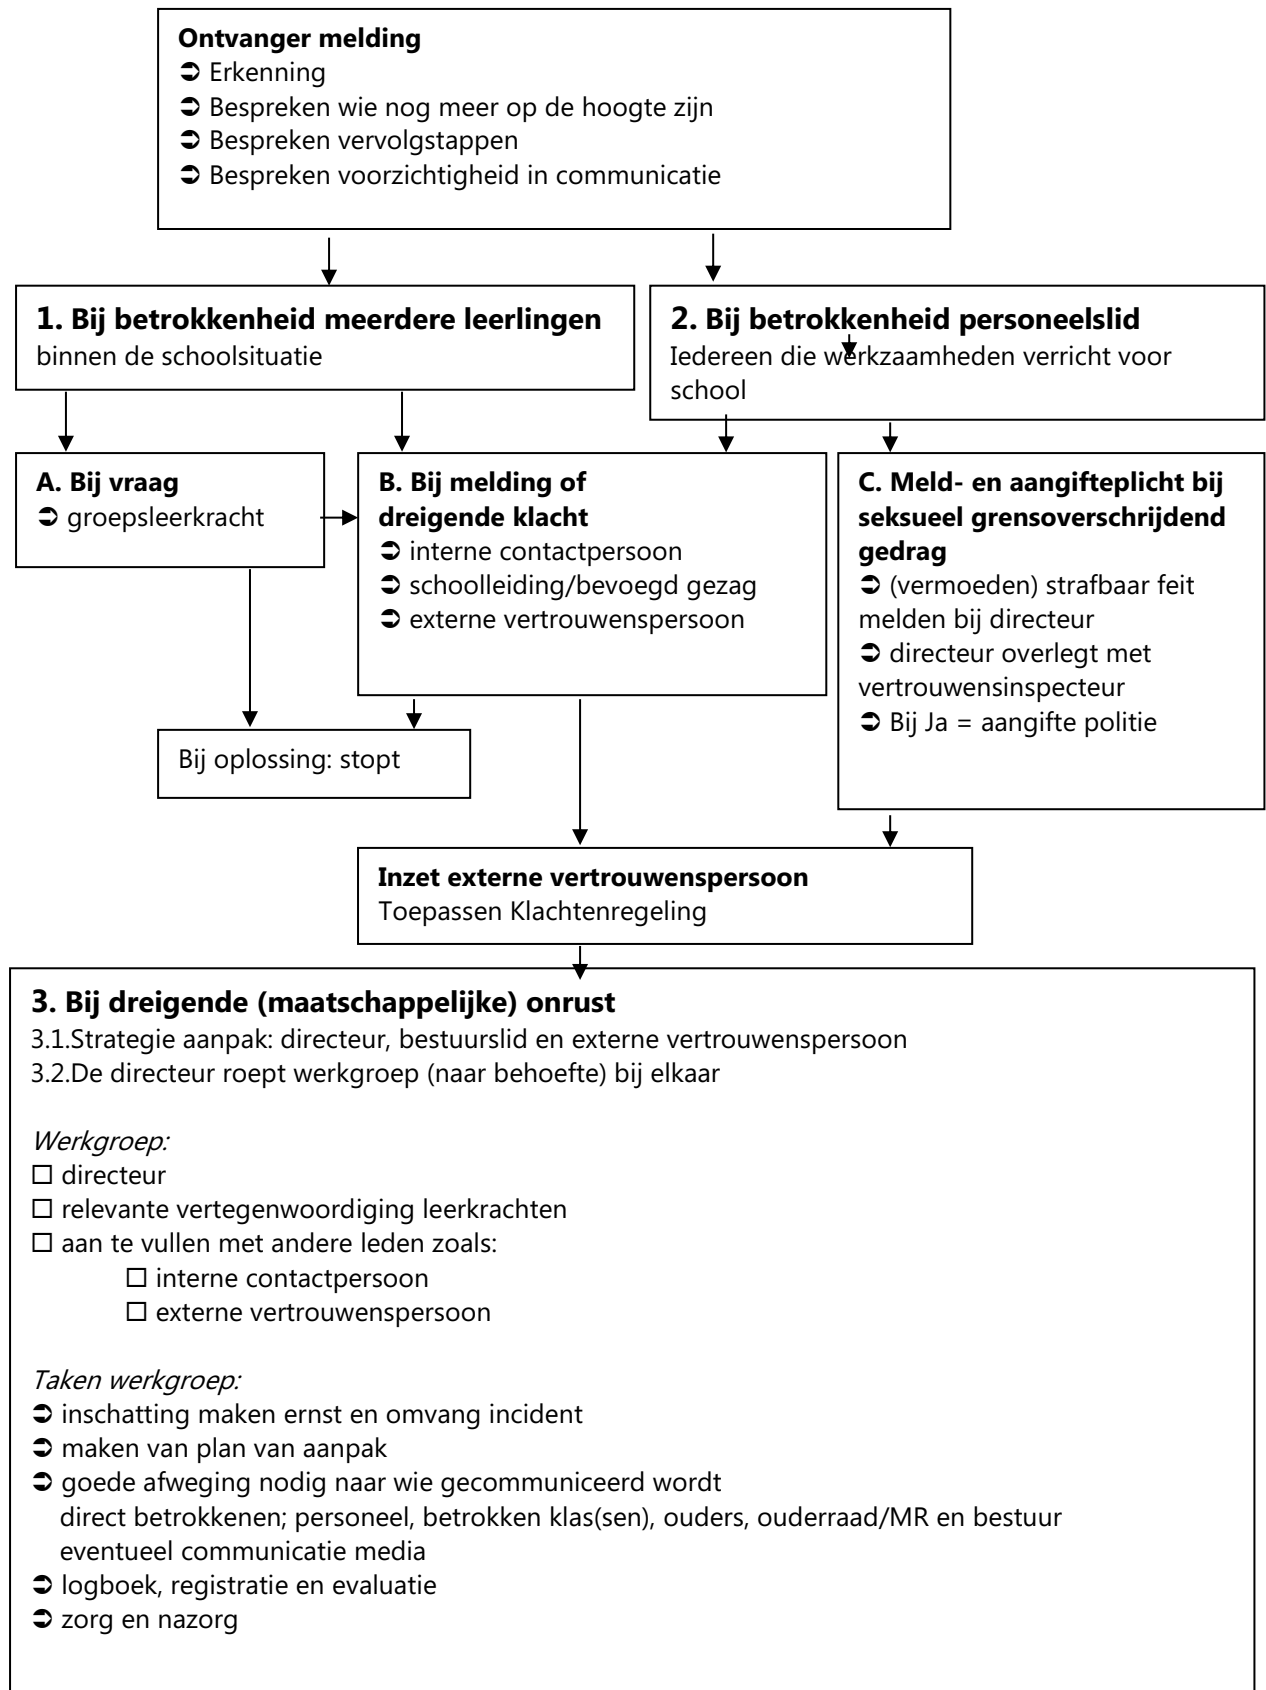 Ontvanger melding
➲ Erkenning
➲ Bespreken wie nog meer op de hoogte zijn
➲ Bespreken vervolgstappen
➲ Bespreken voorzichtigheid in communicatie
1. Bij betrokkenheid meerdere leerlingen
binnen de schoolsituatie
2. Bij betrokkenheid personeelslid
Iedereen die werkzaamheden verricht voor
school
A. Bij vraag
➲ groepsleerkracht
B. Bij melding of
dreigende klacht
➲ interne contactpersoon
➲ schoolleiding/bevoegd gezag
➲ externe vertrouwenspersoon
C. Meld- en aangifteplicht bij
seksueel grensoverschrijdend
gedrag
➲ (vermoeden) strafbaar feit
melden bij directeur
➲ directeur overlegt met
vertrouwensinspecteur
➲ Bij Ja = aangifte politie
Bij oplossing: stopt
Inzet externe vertrouwenspersoon
Toepassen Klachtenregeling
3. Bij dreigende (maatschappelijke) onrust
3.1.Strategie aanpak: directeur, bestuurslid en externe vertrouwenspersoon
3.2.De directeur roept werkgroep (naar behoefte) bij elkaar
Werkgroep:
☐ directeur
☐ relevante vertegenwoordiging leerkrachten
☐ aan te vullen met andere leden zoals:
☐ interne contactpersoon
☐ externe vertrouwenspersoon
Taken werkgroep:
➲ inschatting maken ernst en omvang incident
➲ maken van plan van aanpak
➲ goede afweging nodig naar wie gecommuniceerd wordt
direct betrokkenen; personeel, betrokken klas(sen), ouders, ouderraad/MR en bestuur
eventueel communicatie media
➲ logboek, registratie en evaluatie
➲ zorg en nazorg